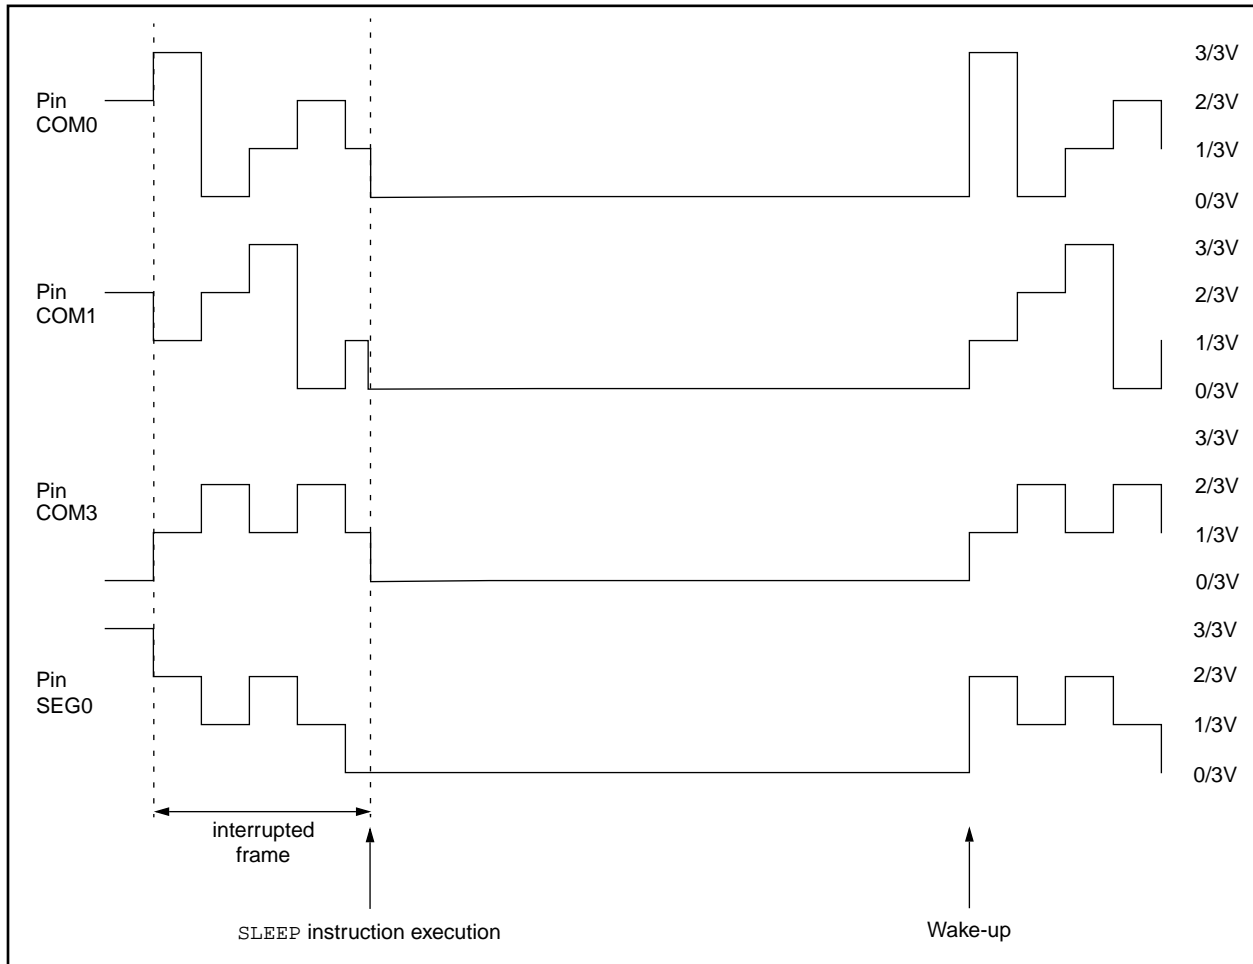 Pin
COM0
3/3V
2/3V
1/3V
0/3V
Pin
COM1
3/3V
2/3V
1/3V
0/3V
Pin
COM3
3/3V
2/3V
1/3V
0/3V
Pin
SEG0
3/3V
2/3V
1/3V
0/3V
interrupted
frame
SLEEP instruction execution
Wake-up